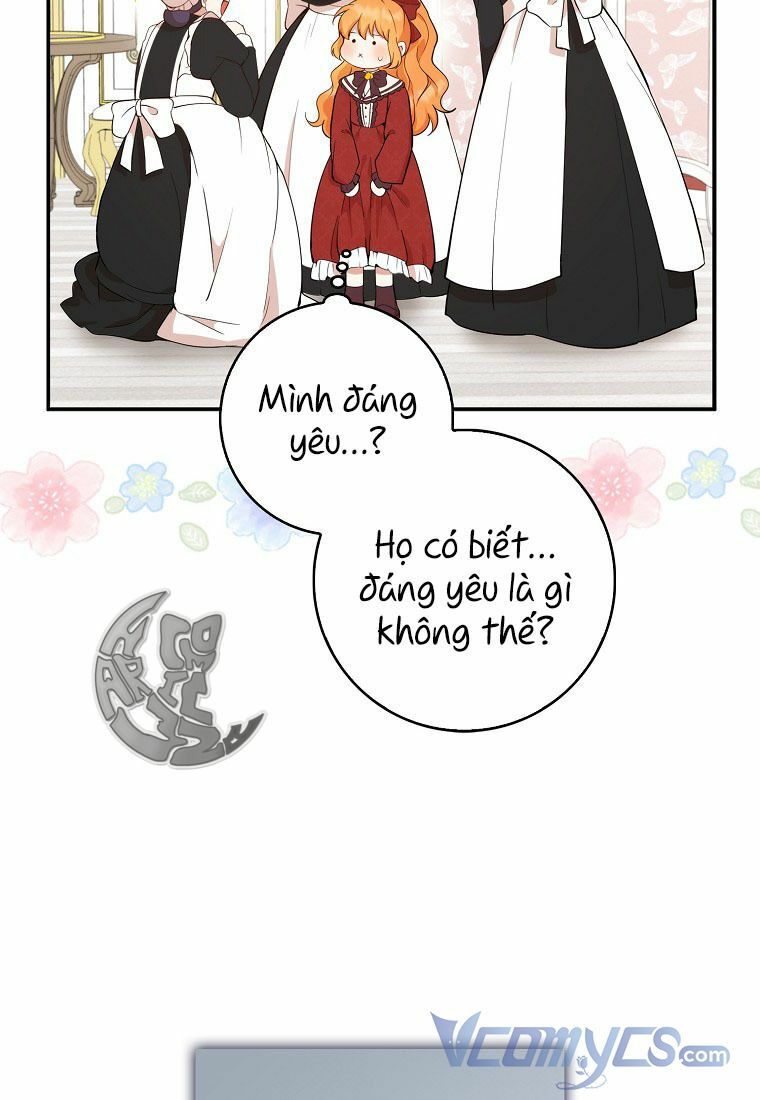 Mình đáng
yêu...?
Họ có biết...
đáng yêu là gì
không thế?
VCOMYCS.com